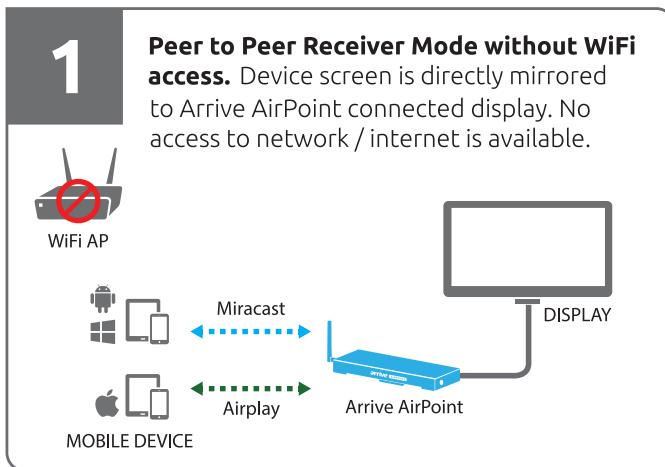 1
Peer to Peer Receiver Mode without WiFi
access. Device screen is directly mirrored
to Arrive AirPoint connected display. No
access to network / internet is available.
WiFi AP
Miracast
DISPLAY
arrive
Airplay
Arrive AirPoint
MOBILE DEVICE